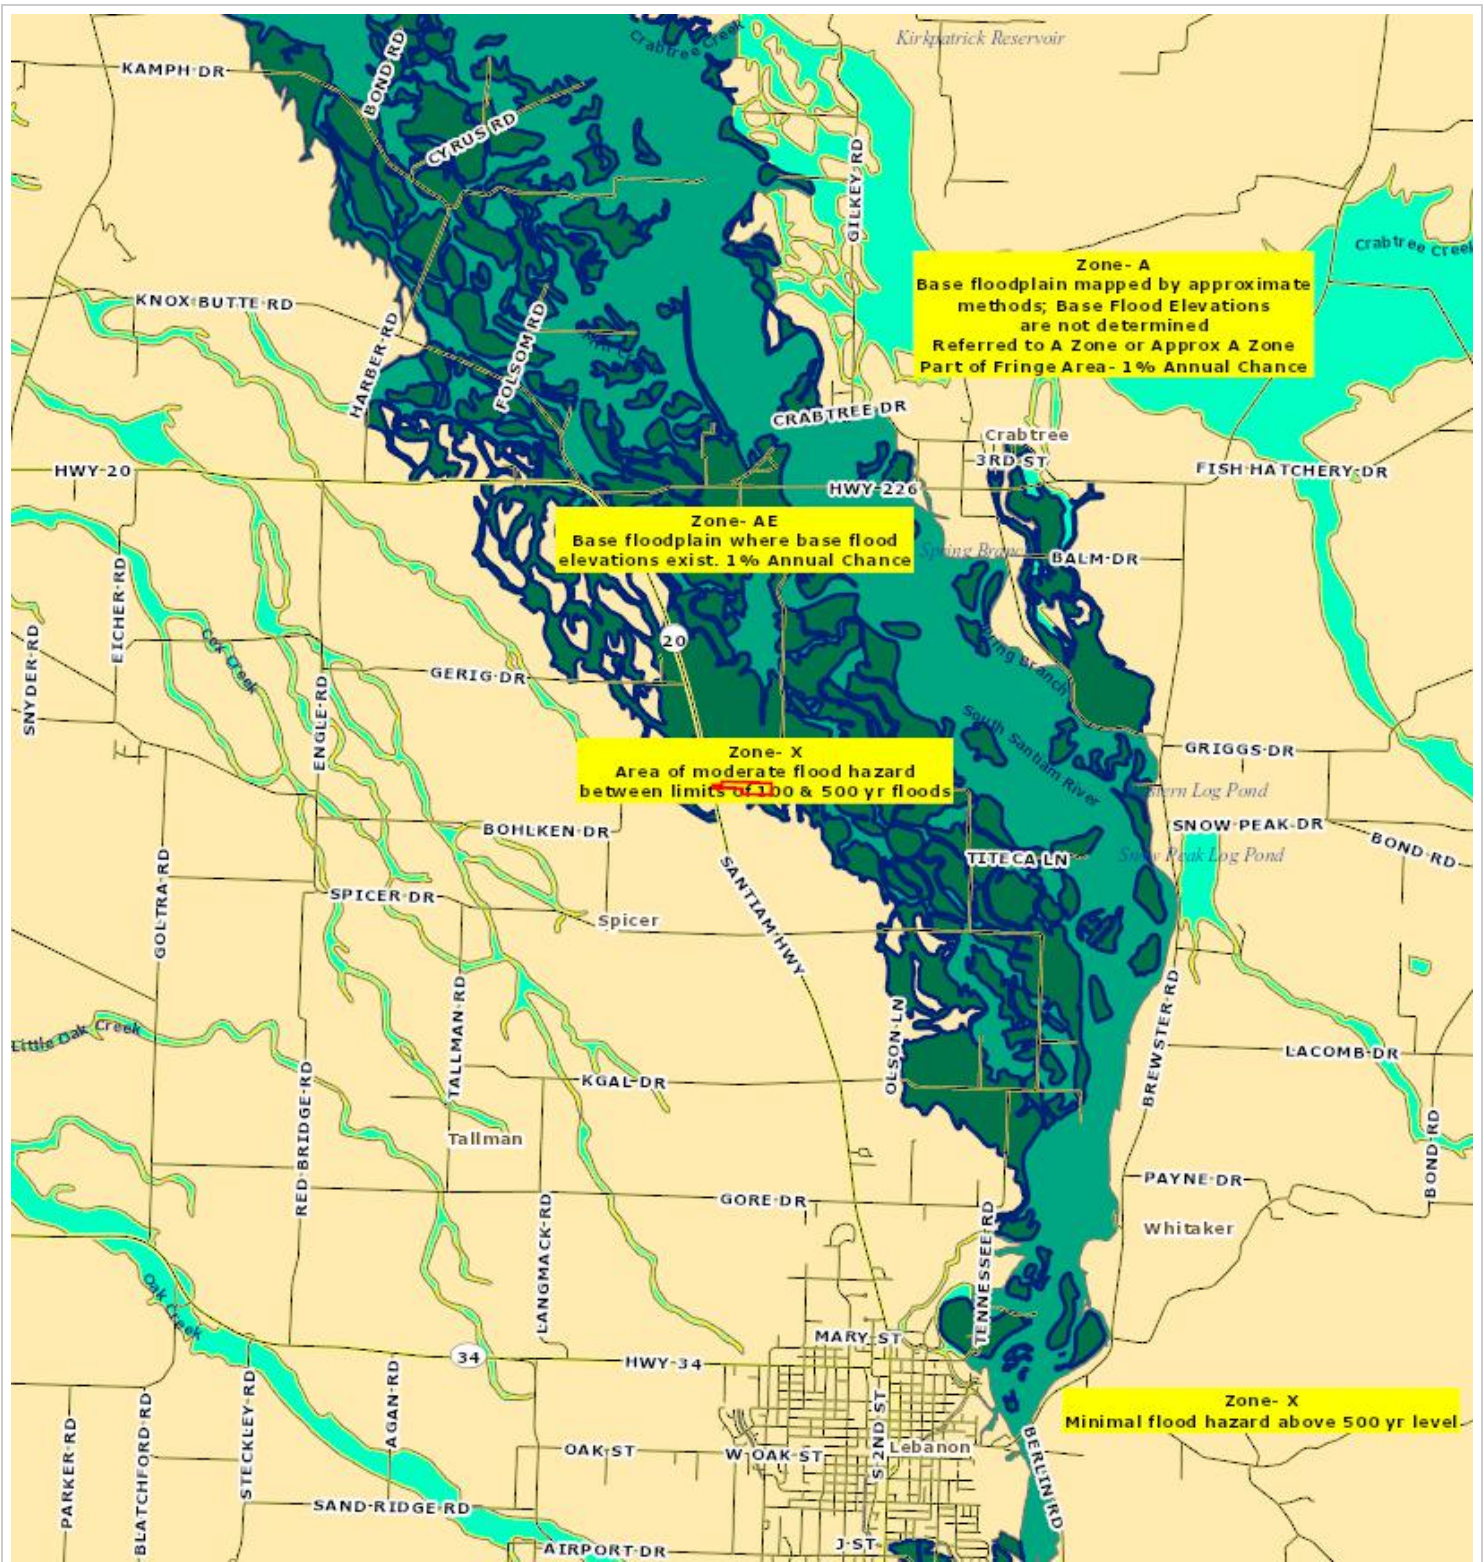 Crabtree Creek
Kirkpatrick Reservoir
KAMPH DR
BOND RD
CYRUS RD
GILKEY RD
Crabtree Creek
Zone- A
Base floodplain mapped by approximate
methods; Base Flood Elevations
are not determined
Referred to A Zone or Approx A Zone
Part of Fringe Area- 1% Annual Chance
KNOX BUTTE RD
HARBER RD
FOLSOM RD
CRABTREE DR
Crabtree
3RD ST
HWY 20
FISH HATCHERY DR
HWY 226
Zone- AE
Base floodplain where base flood
elevations exist. 1% Annual Chance
Spring Branch
BALM DR
EICHER RD
SNYDER RD
Cox Creek
20
GERIG DR
ENGLE RD
Branch
South Santiam River
GRIGGS DR
Zone- X
Area of moderate flood hazard
between limits of 100 & 500 yr floods
Log Pond
SNOW PEAK DR
BOND RD
BOHLKEN DR
TITECA LN
Snow Peak Log Pond
GOLTRA RD
SPICER DR
Spicer
SANTIAM HWY
TALLMAN RD
OLSON LN
BREWSTER RD
Little Oak Creek
LACOMB DR
KGAL DR
RED BRIDGE RD
Tallman
BOND RD
PAYNE DR
GORE DR
Whitaker
LANGMACK RD
TENNESSEE RD
Oak Creek
MARY ST
34
HWY 34
Zone- X
Minimal flood hazard above 500 yr level
PARKER RD
BLATCHFORD RD
STECKLEY RD
AGAN RD
OAK ST
W OAK ST
S 2ND ST
Lebanon
BERLIN RD
SAND RIDGE RD
AIRPORT DR
J ST